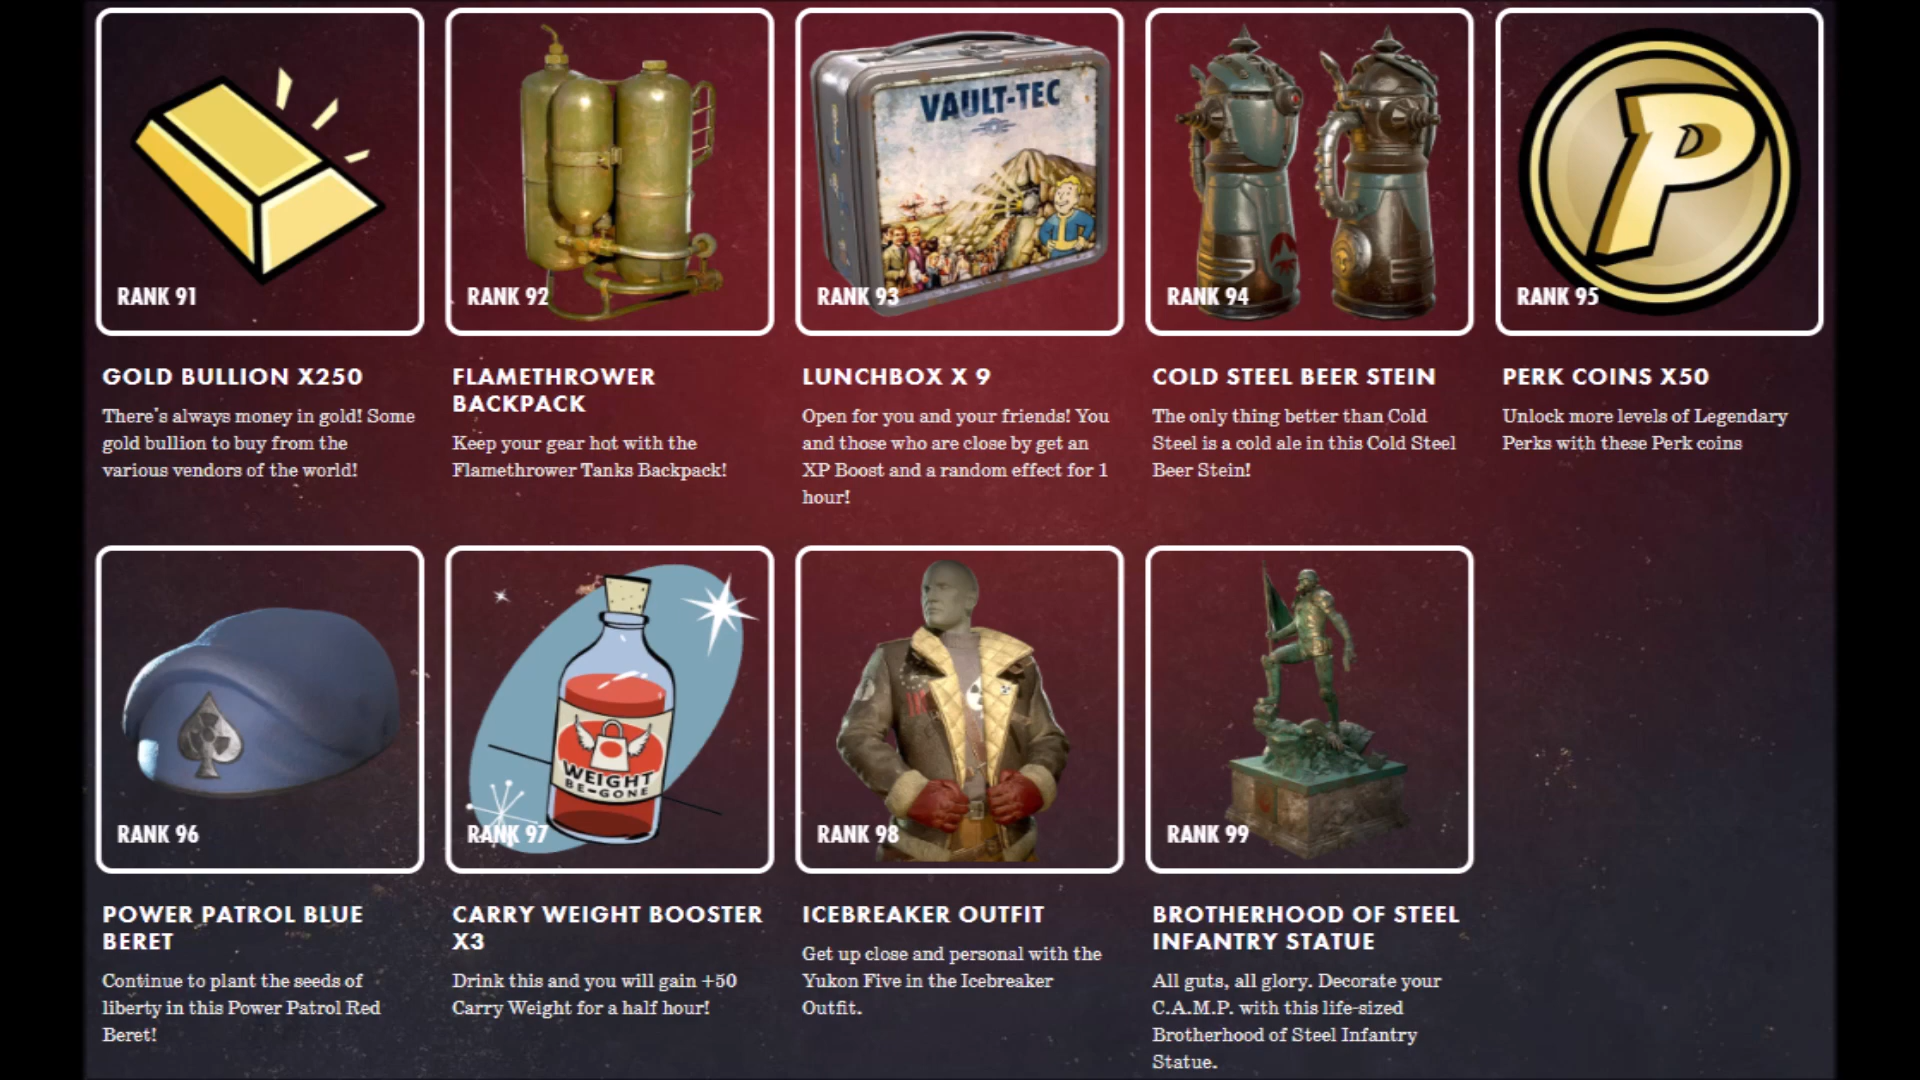 VAULT-TEC
P
RANK 91
RANK 92
RANK 93
RANK 94
RANK 95
GOLD BULLION X250
There's always money in gold! Some
gold bullion to buy from the
various vendors of the world!
FLAMETHROWER
BACKPACK
Keep your gear hot with the
Flamethrower Tanks Backpack!
LUNCHBOX X 9
Open for you and your friends! You
and those who are close by get an
XP Boost and a random effect for 1
hour!
COLD STEEL BEER STEIN
The only thing better than Cold
Steel is a cold ale in this Cold Steel
Beer Stein!
PERK COINS X50
Unlock more levels of Legendary
Perks with these Perk coins
WEIGHT
BE-GONE
RANK 96
RANK 97
RANK 98
RANK 99
POWER PATROL BLUE
BERET
Continue to plant the seeds of
liberty in this Power Patrol Red
Beret!
CARRY WEIGHT BOOSTER
X3
Drink this and you will gain +50
Carry Weight for a half hour!
ICEBREAKER OUTFIT
Get up close and personal with the
Yukon Five in the Icebreaker
Outfit.
BROTHERHOOD OF STEEL
INFANTRY STATUE
All guts, all glory. Decorate your
C.A.M.P. with this life-sized
Brotherhood of Steel Infantry
Statue.